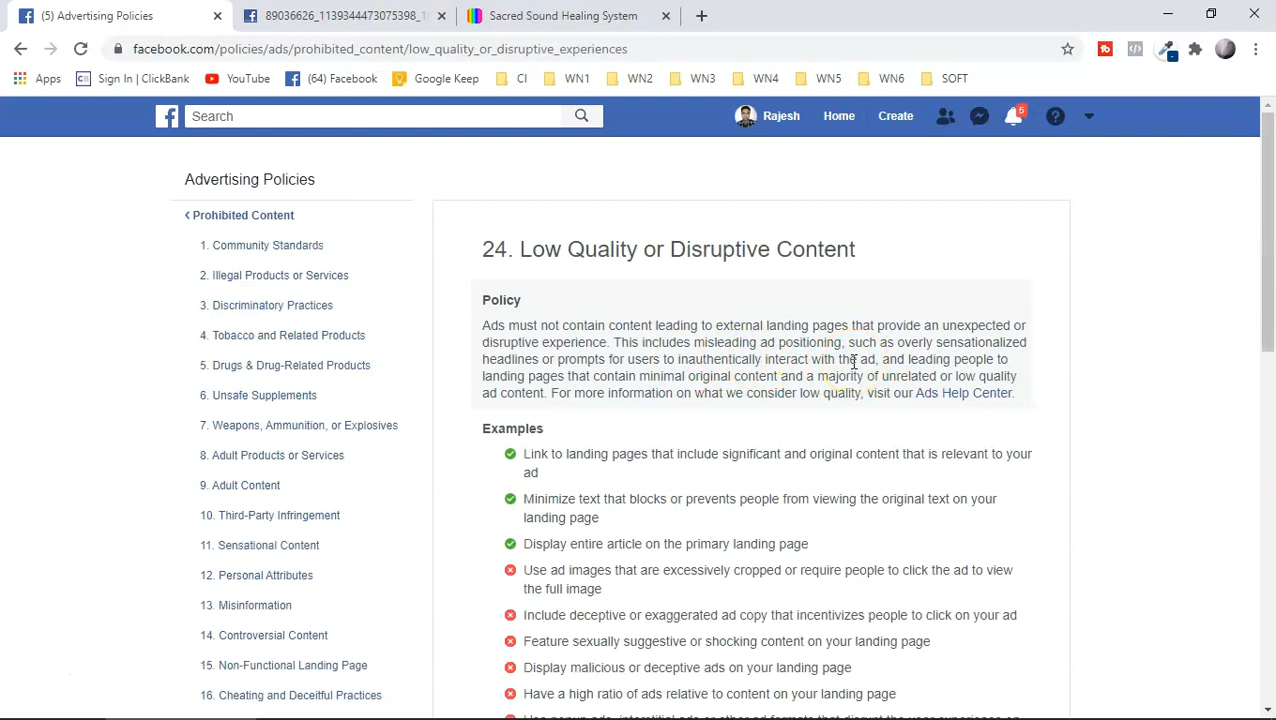 (5) Advertising Policies
89036626_1139344473075398_1
Sacred Sound Healing System
facebook.com/policies/ads/prohibited_content/low_quality_or_disruptive_experiences
Apps
CB Sign In | ClickBank
YouTube
(64) Facebook
Google Keep
CI
WN1
WN2
WN3
WN4
WN5
WN6
SOFT
Search
Rajesh
Home
Create
5
Advertising Policies
Prohibited Content
1. Community Standards
2. Illegal Products or Services
3. Discriminatory Practices
4. Tobacco and Related Products
5. Drugs & Drug-Related Products
6. Unsafe Supplements
7. Weapons, Ammunition, or Explosives
8. Adult Products or Services
9. Adult Content
10. Third-Party Infringement
11. Sensational Content
12. Personal Attributes
13. Misinformation
14. Controversial Content
15. Non-Functional Landing Page
16. Cheating and Deceitful Practices
24. Low Quality or Disruptive Content
Policy
Ads must not contain content leading to external landing pages that provide an unexpected or
disruptive experience. This includes misleading ad positioning, such as overly sensationalized
headlines or prompts for users to inauthentically interact with the ad, and leading people to
landing pages that contain minimal original content and a majority of unrelated or low quality
ad content. For more information on what we consider low quality, visit our Ads Help Center.
Examples
Link to landing pages that include significant and original content that is relevant to your
ad
Minimize text that blocks or prevents people from viewing the original text on your
landing page
Display entire article on the primary landing page
Use ad images that are excessively cropped or require people to click the ad to view
the full image
Include deceptive or exaggerated ad copy that incentivizes people to click on your ad
Feature sexually suggestive or shocking content on your landing page
Display malicious or deceptive ads on your landing page
Have a high ratio of ads relative to content on your landing page